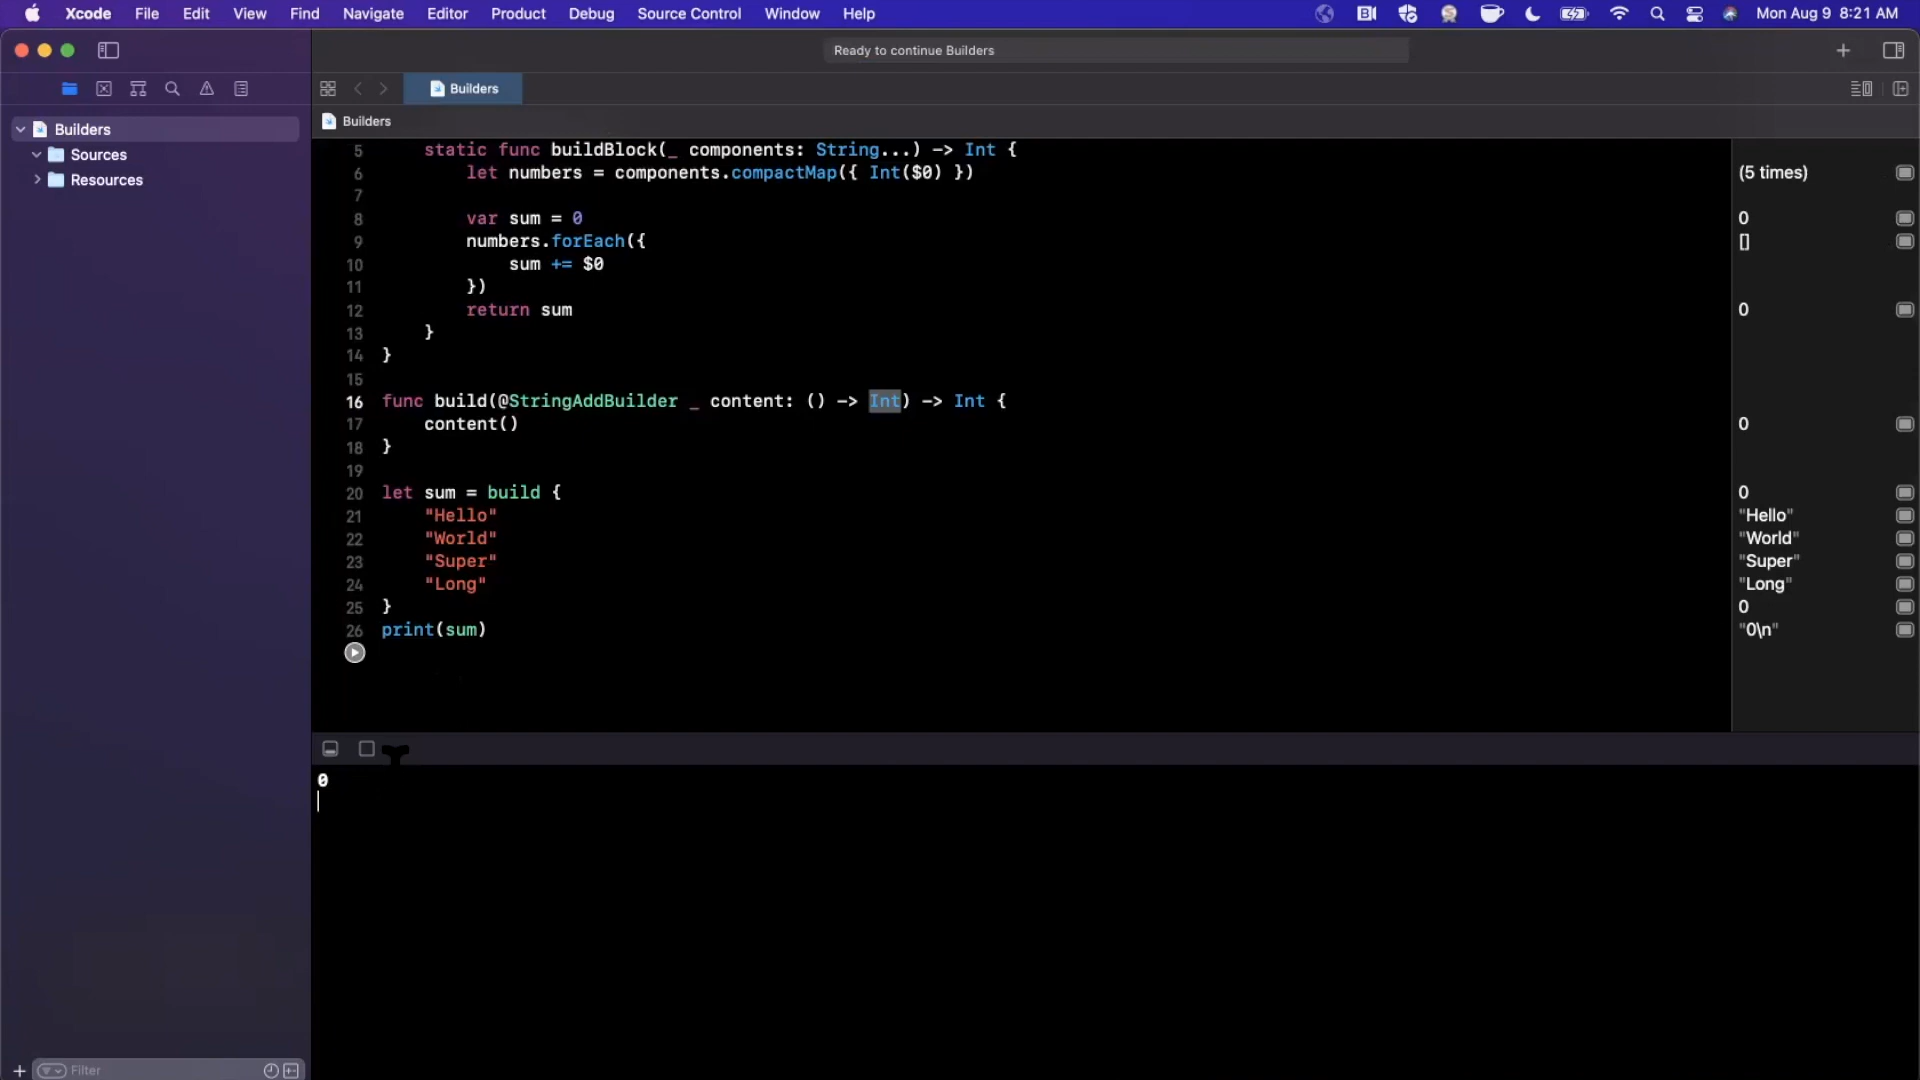 Xcode File Edit View Find Navigate Editor Product Debug Source Control Window Help Mon Aug 9 8:21 AM
Ready to continue Builders
Builders
Builders
Builders
Sources
Resources
5 static func buildBlock(_ components: String...) -> Int {
6 let numbers = components.compactMap({ Int($0) }) (5 times)
7
8 var sum = 0 0
9 numbers.forEach({ []
10 sum += $0
11 })
12 return sum 0
13 }
14 }
15
16 func build(@StringAddBuilder _ content: () -> Int) -> Int {
17 content() 0
18 }
19
20 let sum = build { 0
21 "Hello" "Hello"
22 "World" "World"
23 "Super" "Super"
24 "Long" "Long"
25 } 0
26 print(sum) "0\n"
0
Filter